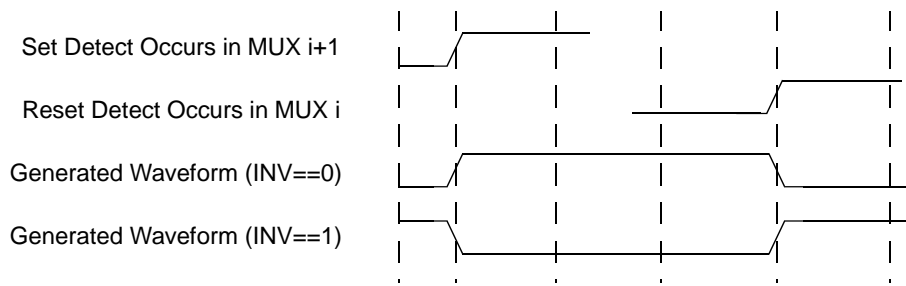 Set Detect Occurs in MUX i+1
Reset Detect Occurs in MUX i
Generated Waveform (INV==0)
Generated Waveform (INV==1)